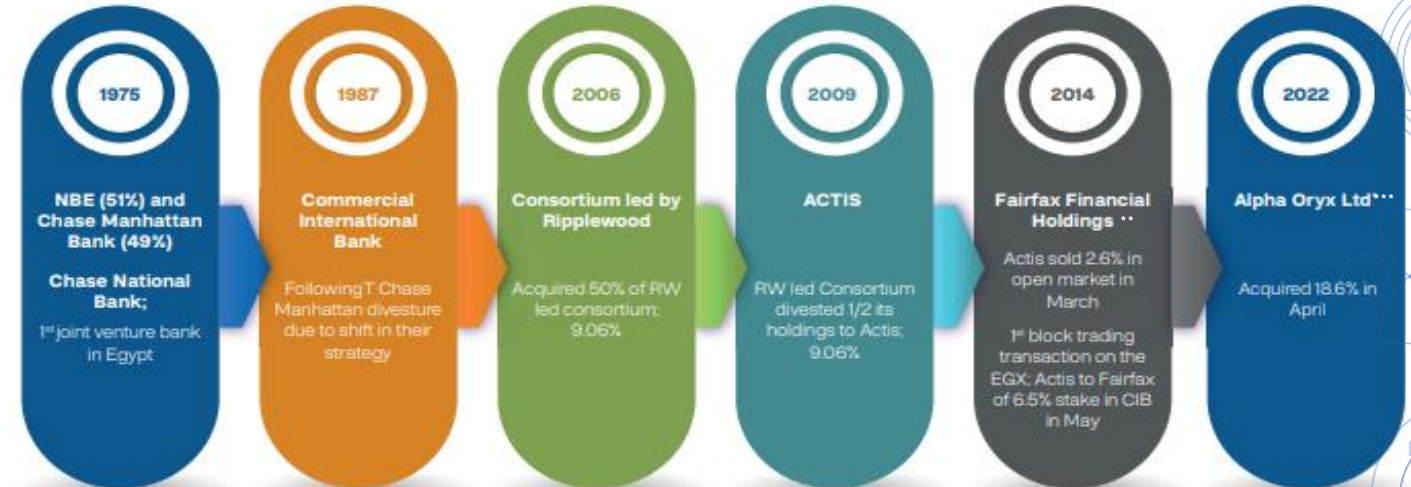 1975
NBE (51%) and
Chase Manhattan
Bank (49%)
Chase National
Bank;
1st joint venture bank
in Egypt
1987
Commercial
International
Bank
FollowingT Chase
Manhattan divesture
due to shift in their
strategy
2006
Consortium led by
Ripplewood
Acquired 50% of RW
led consortium;
9.06%
2009
ACTIS
RW led Consortium
divested 1/2 its
holdings to Actis;
9.06%
2014
Fairfax Financial
Holdings **
Actis sold 2.6% in
open market in
March
1st block trading
transaction on the
EGX; Actis to Fairfax
of 6.5% stake in CIB
in May
2022
Alpha Oryx Ltd****
Acquired 18.6% in
April